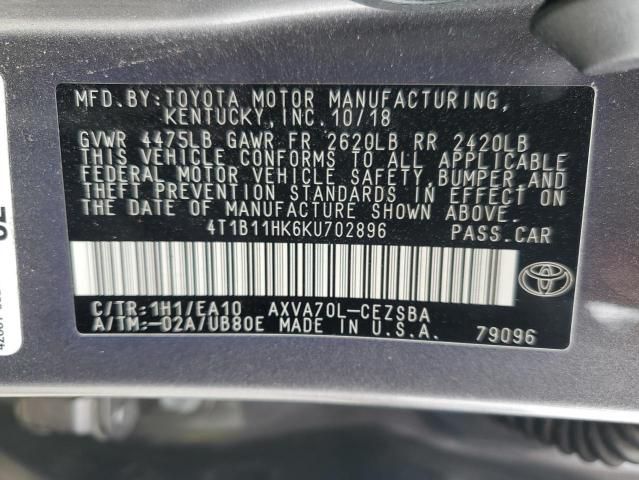 MFD.BY:TOYOTA MOTOR MANUFACTURING,
KENTUCKY, INC. 10/18
GVWR 4475LB GAWR FR 2620LB RR 2420LB
THIS VEHICLE CONFORMS TO ALL APPLICABLE
FEDERAL MOTOR VEHICLE SAFETY, BUMPER, AND
THEFT PREVENTION STANDARDS IN EFFECT ON
THE DATE OF MANUFACTURE SHOWN ABOVE.
4T1B11HK6KU702896 PASS.CAR
C/TR:1H1/EA10 AXVA70L-CEZSBA
A/TM:-02A/UB80E MADE IN U.S.A.
79096